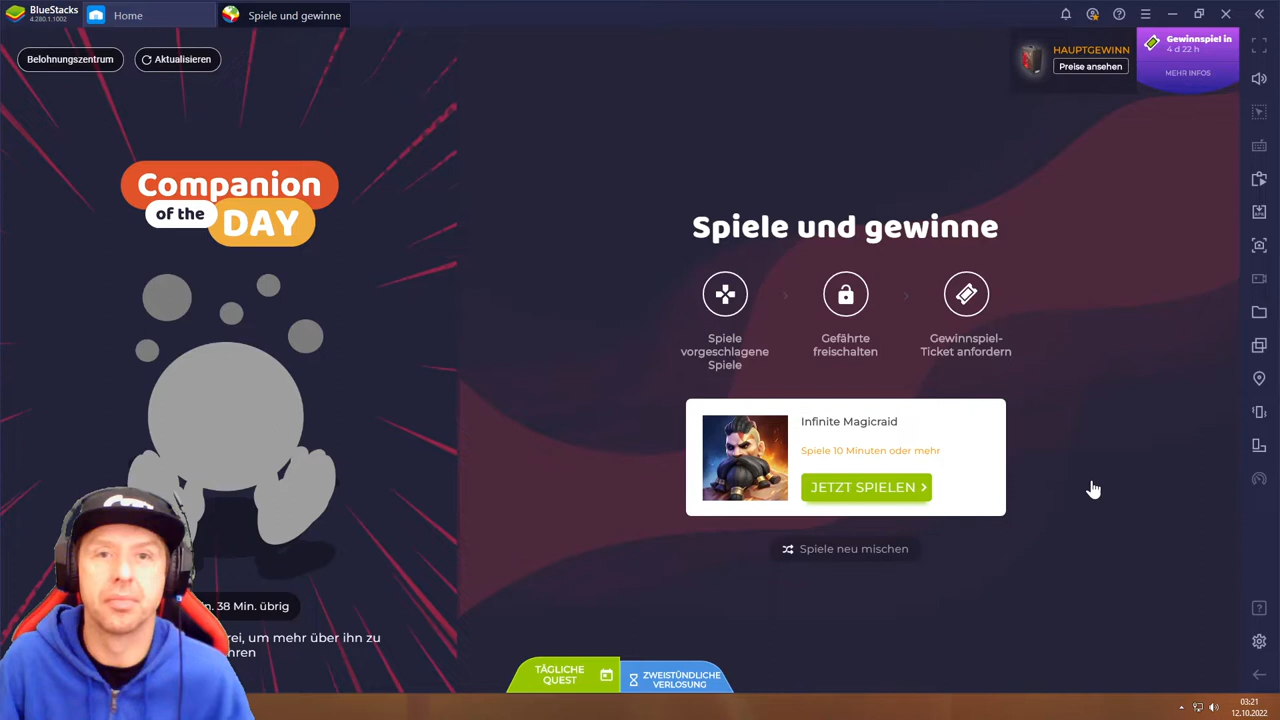 BlueStacks
4.280.1.1002
Home
Spiele und gewinne
Belohnungszentrum
Aktualisieren
HAUPTGEWINN
Preise ansehen
Gewinnspiel in
4 d 22 h
MEHR INFOS
Companion
of the DAY
Spiele und gewinne
Spiele
vorgeschlagene
Spiele
Gefährte
freischalten
Gewinnspiel-
Ticket anfordern
Infinite Magicraid
Spiele 10 Minuten oder mehr
JETZT SPIELEN
Spiele neu mischen
38 Min. übrig
um mehr über ihn zu
TÄGLICHE
QUEST
ZWEISTÜNDLICHE
VERLOSUNG
03:21
12.10.2022